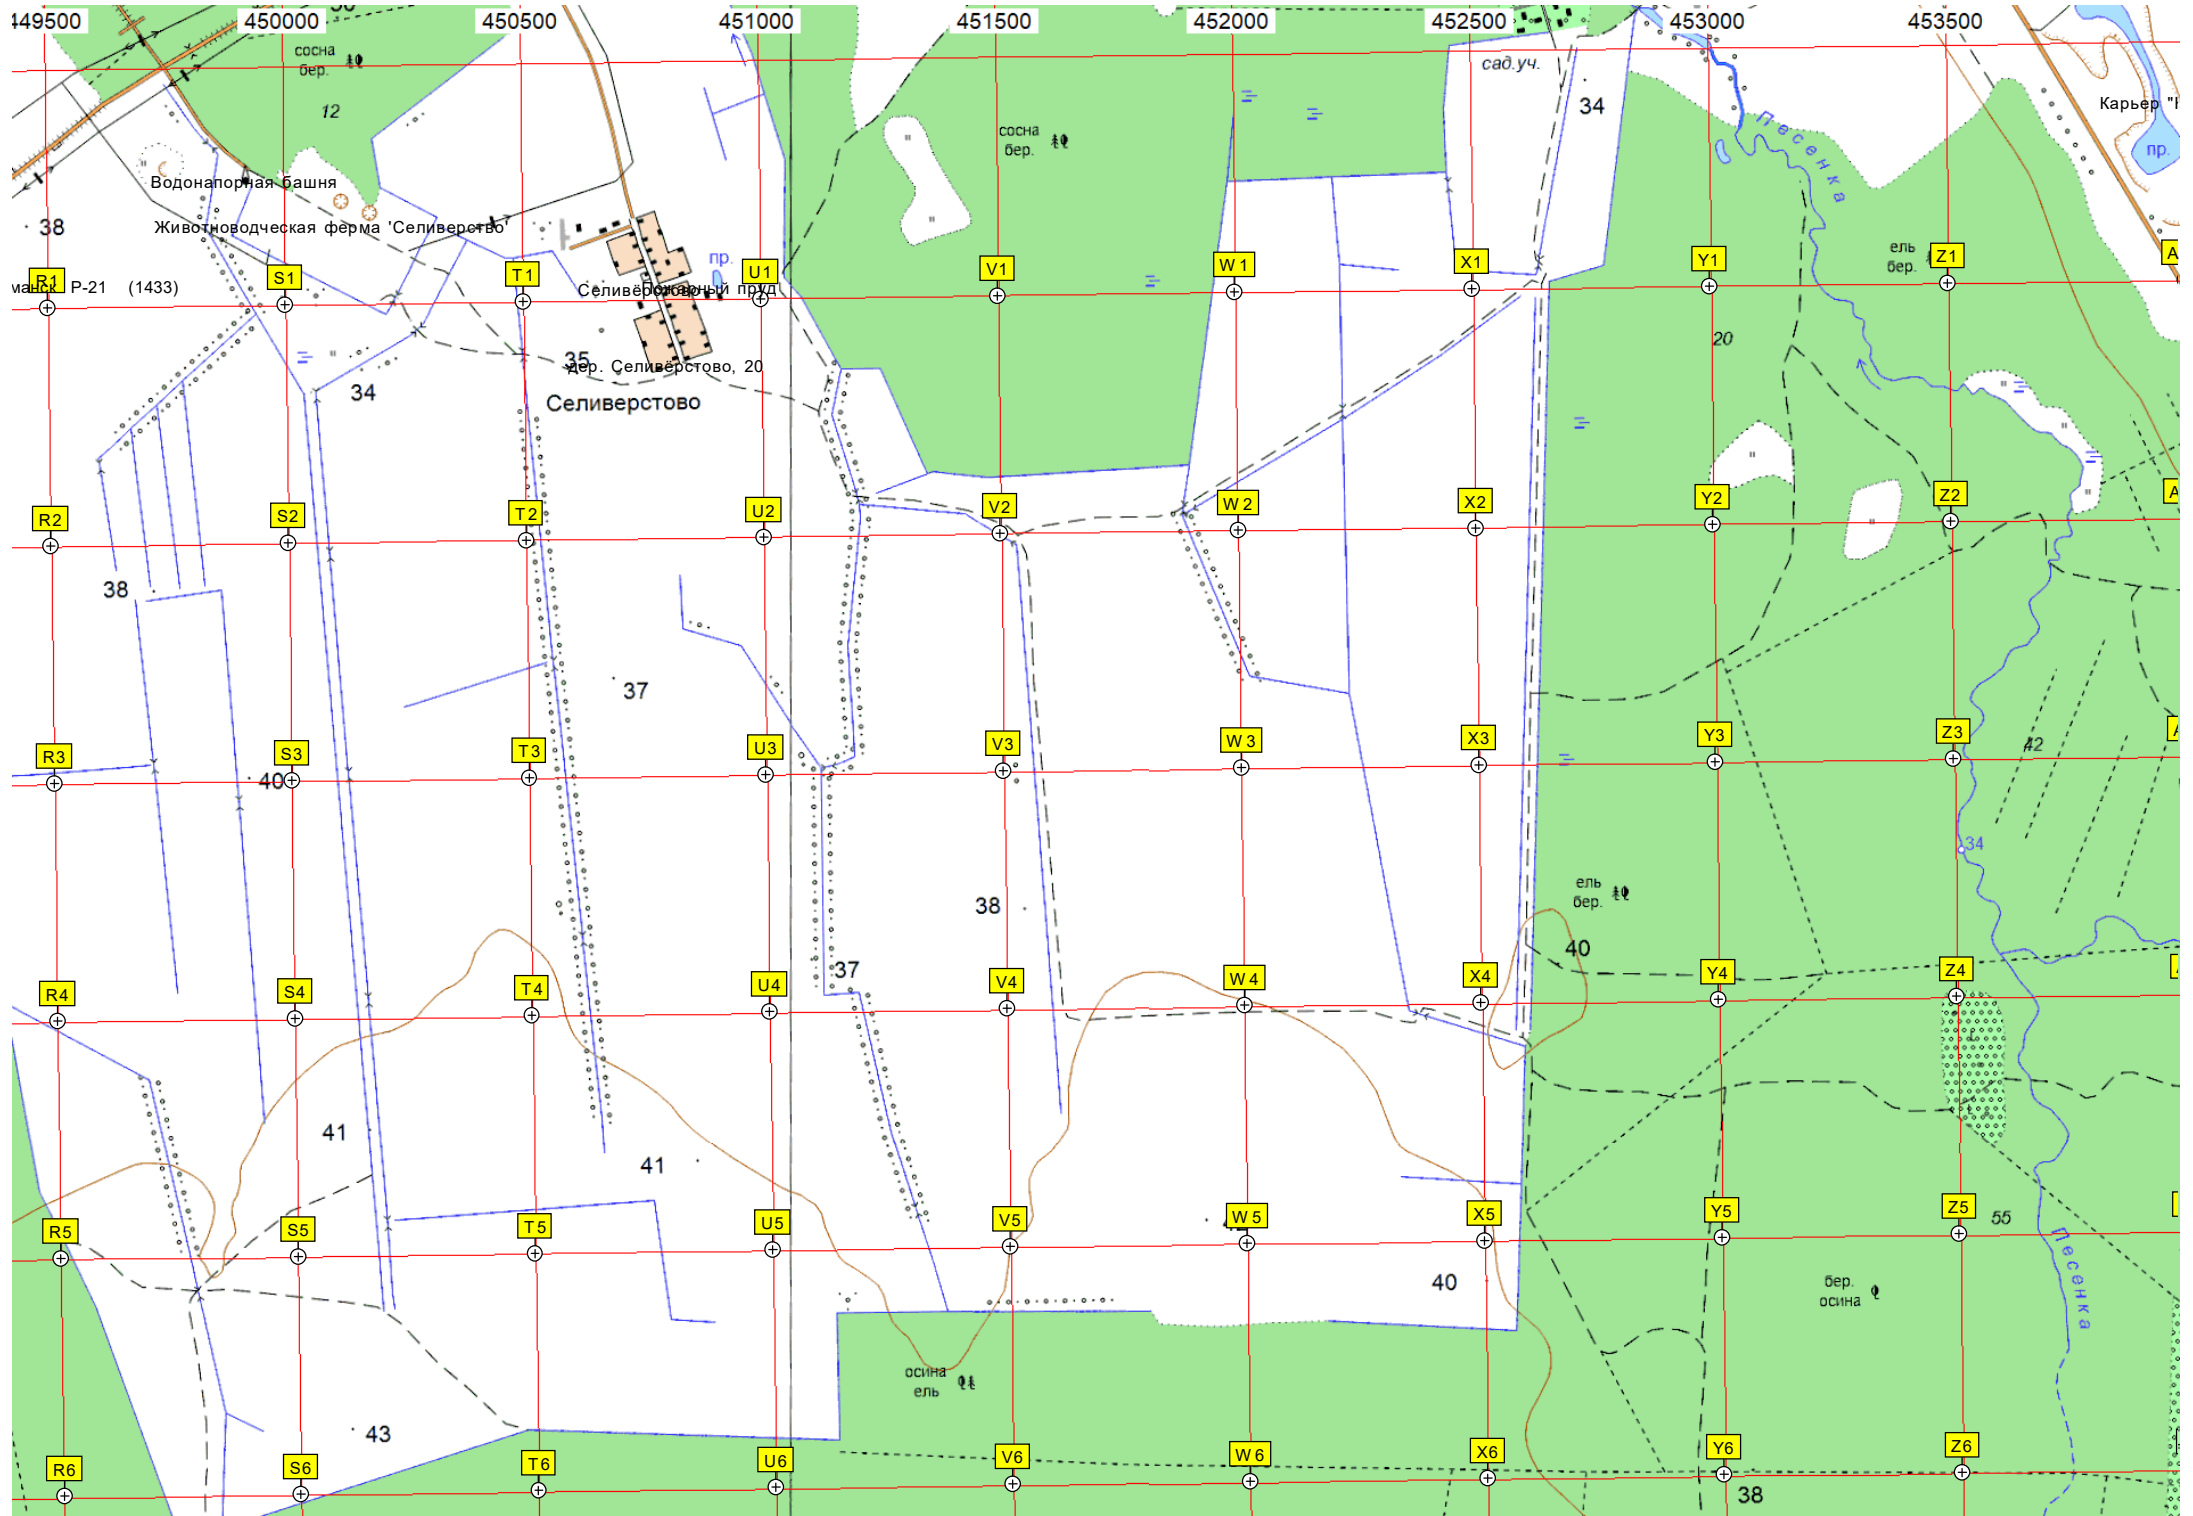 449500 450000 450500 451000 451500 452000 452500 453000 453500
сосна
бер.
12
сад.уч.
34
Карьер
сосна
бер.
Песенка
пр.
Водонапорная башня
38
Животноводческая ферма 'Селиверство'
пр.
ель
бер.
R1 S1 T1 U1 V1 W1 X1 Y1 Z1
Р-21 (1433)
Селивёрстово
Пожарный пруд
20
35
дер. Селивёрстово, 20
34
Селиверстово
R2 S2 T2 U2 V2 W2 X2 Y2 Z2
38
37
R3 S3 T3 U3 V3 W3 X3 Y3 Z3
42
40
34
ель
бер.
38
40
37
R4 S4 T4 U4 V4 W4 X4 Y4 Z4
41
41
R5 S5 T5 U5 V5 W5 X5 Y5 Z5
55
Песенка
40
бер.
осина
осина
ель
43
R6 S6 T6 U6 V6 W6 X6 Y6 Z6
38